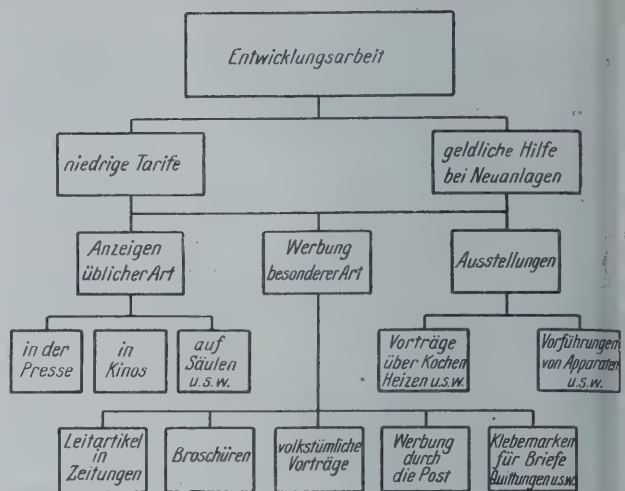 Entwicklungsarbeit
niedrige Tarife
geldliche Hilfe
bei Neuanlagen
Anzeigen
üblicher Art
Werbung
besonderer Art
Ausstellungen
in der
Presse
in
Kinos
auf
Säulen
u.s.w.
Vorträge
über Kochen
Heizen u.s.w.
Vorführungen
von Apparaten
u.s.w.
Leitartikel
in
Zeitungen
Broschüren
volkstümliche
Vorträge
Werbung
durch
die Post
Klebemarken
für Briefe
Quittungen u.s.w.